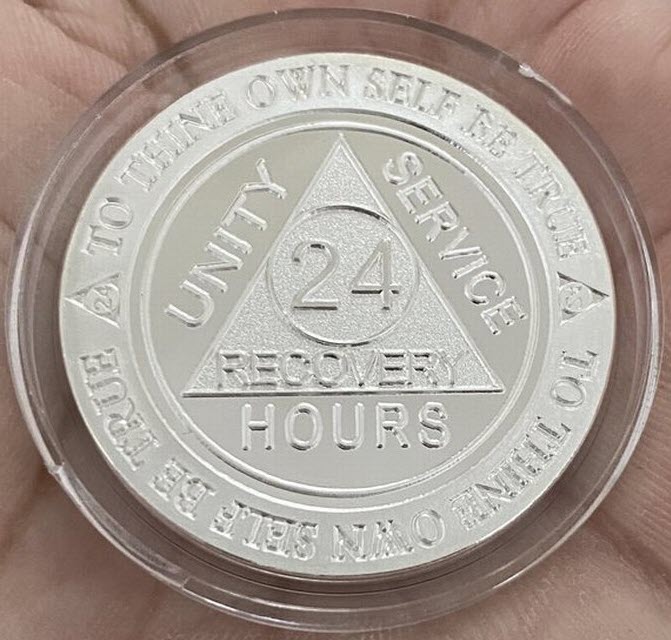 TO THINE OWN SELF BE TRUE
TO THINE OWN SELF BE TRUE
UNITY
SERVICE
24
RECOVERY
HOURS
24
24